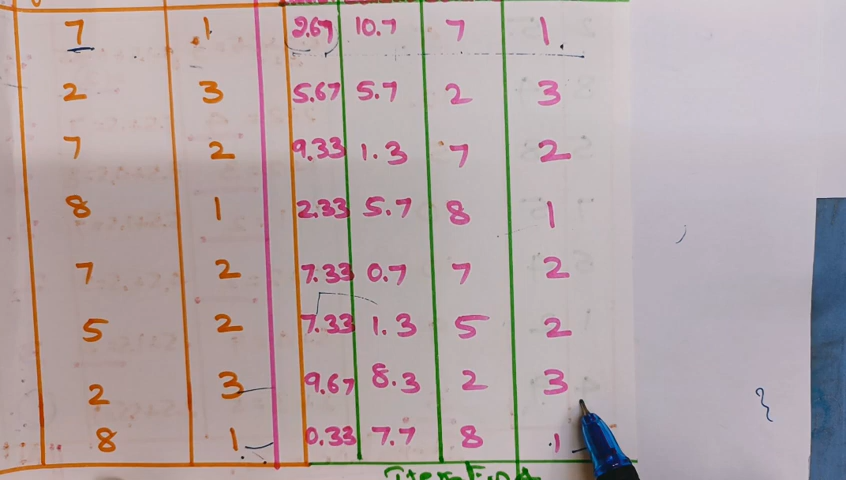 7 1 2.67 10.7 7 1
2 3 5.67 5.7 2 3
7 2 9.33 1.3 7 2
8 1 2.33 5.7 8 1
7 2 7.33 0.7 7 2
5 2 7.33 1.3 5 2
2 3 9.67 8.3 2 3
8 1 0.33 7.7 8 1